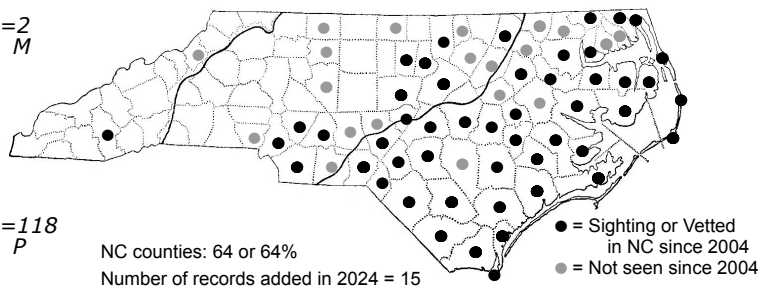 =2
M
=118
P
NC counties: 64 or 64%
Number of records added in 2024 = 15
= Sighting or Vetted
in NC since 2004
= Not seen since 2004